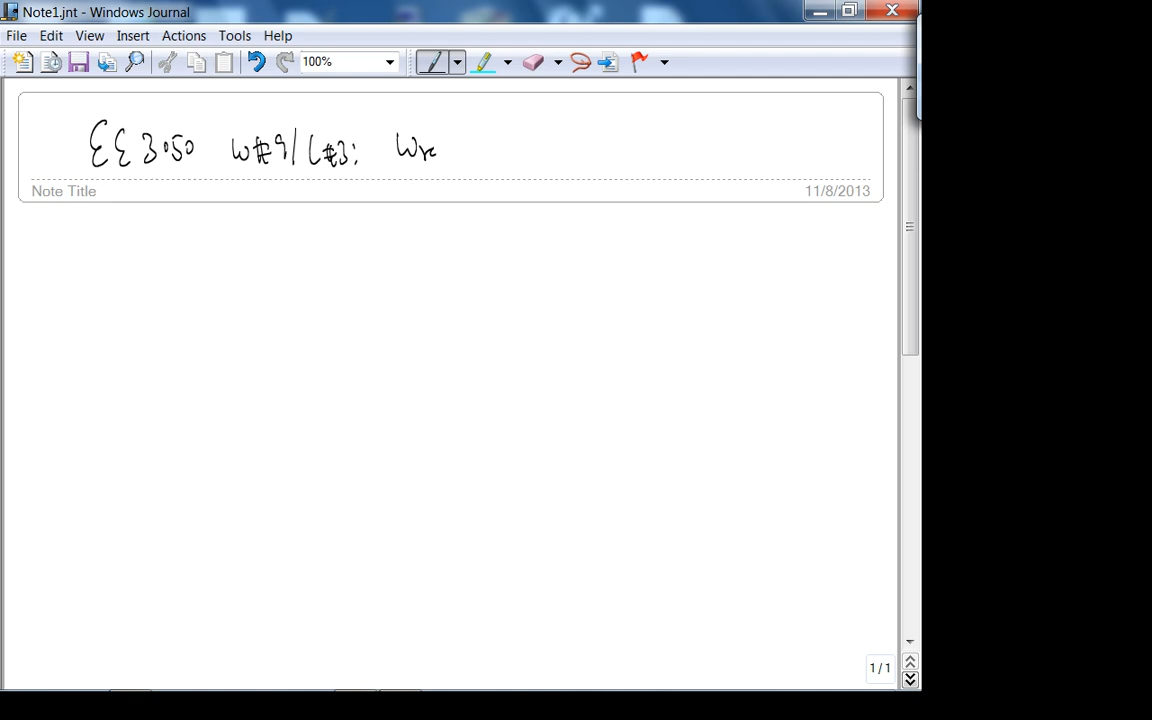 Note1.jnt - Windows Journal
File Edit View Insert Actions Tools Help
100%
EE 3050 W#9/L#3:
Note Title 11/8/2013
1/1